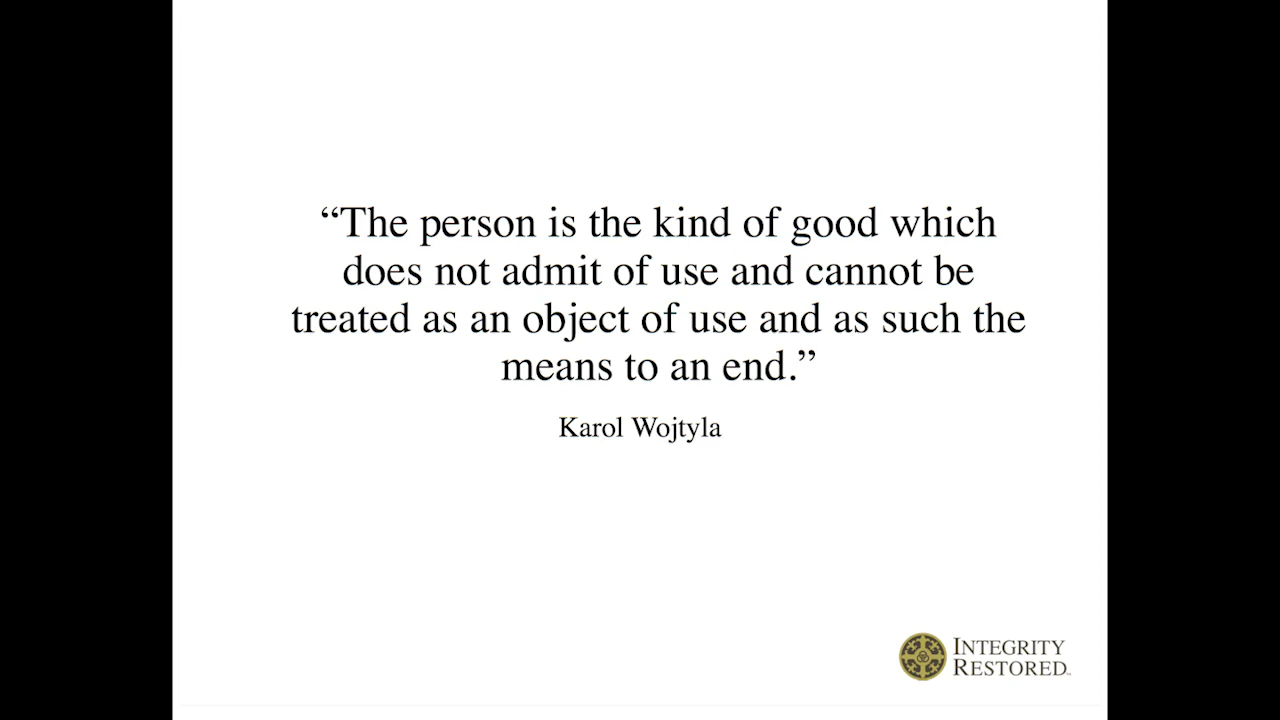 “The person is the kind of good which
does not admit of use and cannot be
treated as an object of use and as such the
means to an end.”
Karol Wojtyla
INTEGRITY
RESTORED